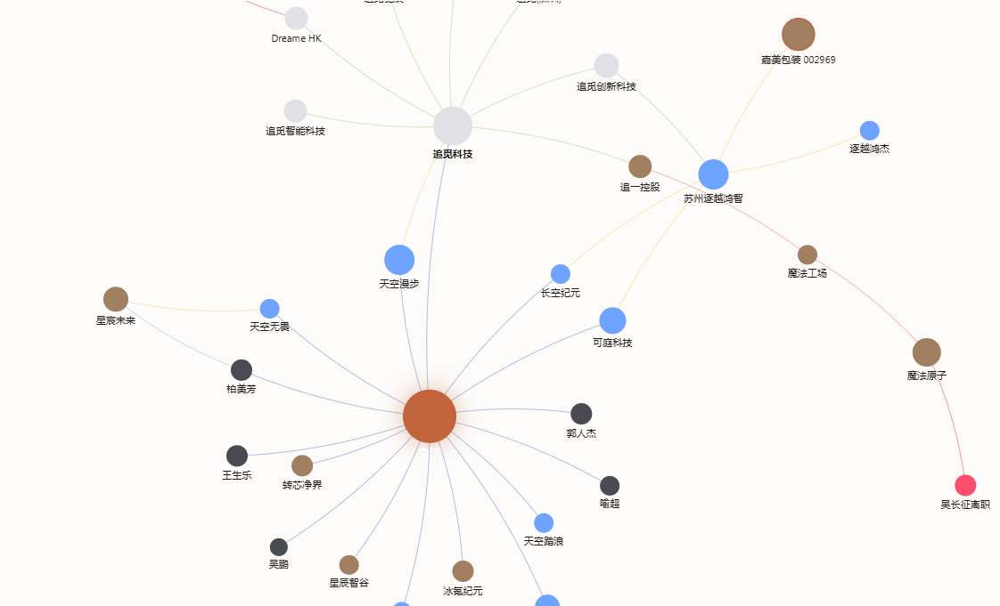 Dreame HK
嘉美包装 002969
追觅创新科技
追觅智能科技
逐越鸿杰
追觅科技
追一控股
苏州逐越鸿智
魔法工场
天空漫步
长空纪元
星宸未来
天空无畏
可庭科技
魔法原子
柏美芳
郭人杰
王生乐
转芯净界
喻超
吴长征离职
天空踏浪
吴鹏
星辰智谷
冰氪纪元